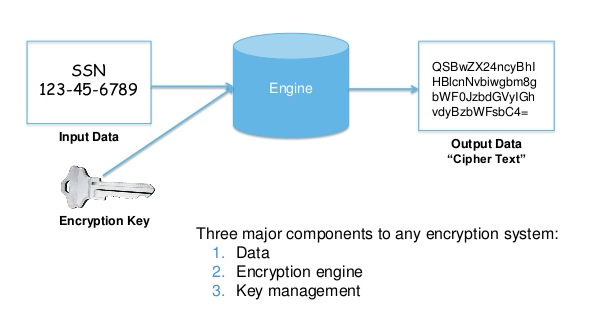 SSN
123-45-6789
Input Data
Encryption Key
Engine
QSBwZX24ncyBhI
HBlcnNvbiwgbm8g
bWF0JzbdGVyIGh
vdyBzbWFsbC4=
Output Data
“Cipher Text”
Three major components to any encryption system:
1. Data
2. Encryption engine
3. Key management